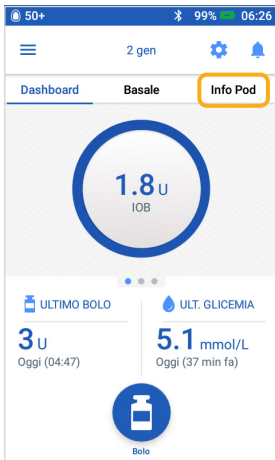 50+ 99% 06:26
2 gen
Dashboard Basale Info Pod
1.8 U
IOB
ULTIMO BOLO ULT. GLICEMIA
3 U 5.1 mmol/L
Oggi (04:47) Oggi (37 min fa)
Bolo